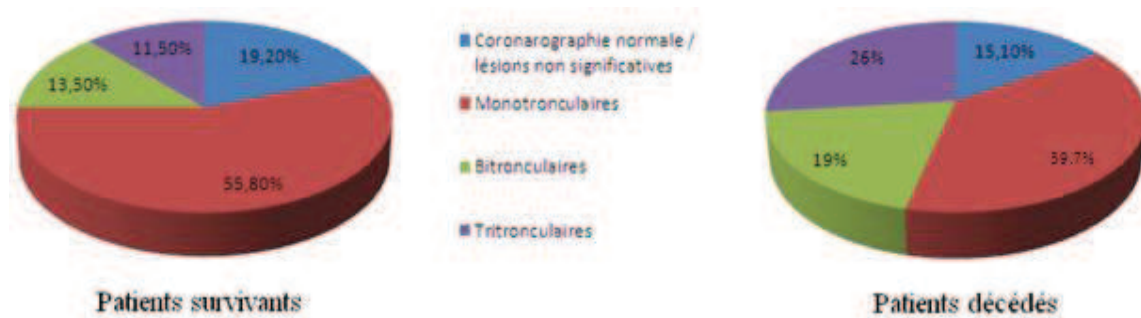 11,50%
19,20%
13,50%
55,80%
Coronarographie normale /
lésions non significatives
Monotronculaires
Bitronculaires
Tritronculaires
26%
15,10%
19%
39.7%
Patients survivants
Patients décédés